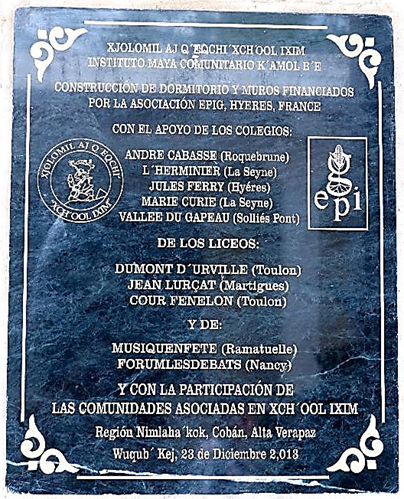 XJOLOMIL AJ Q´EQCHI´XCH´OOL IXIM
INSTITUTO MAYA COMUNITARIO K´AMOL B´E
CONSTRUCCIÓN DE DORMITORIO Y MUROS FINANCIADOS
POR LA ASOCIACIÓN EPIG, HYERES, FRANCE
CON EL APOYO DE LOS COLEGIOS:
ANDRE CABASSE (Roquebrune)
L´HERMINIER (La Seyne)
JULES FERRY (Hyéres)
MARIE CURIE (La Seyne)
VALLEE DU GAPEAU (Solliés Pont)
XJOLOMIL AJ Q´EQCHI´
"XCH´OOL IXIM"
epig
DE LOS LICEOS:
DUMONT D´URVILLE (Toulon)
JEAN LURÇAT (Martigues)
COUR FENELON (Toulon)
Y DE:
MUSIQUENFETE (Ramatuelle)
FORUMLESDEBATS (Nancy)
Y CON LA PARTICIPACIÓN DE
LAS COMUNIDADES ASOCIADAS EN XCH´OOL IXIM
Región Nimlaha´kok, Cobán, Alta Verapaz
Wuqub´ Kej, 23 de Diciembre 2,013